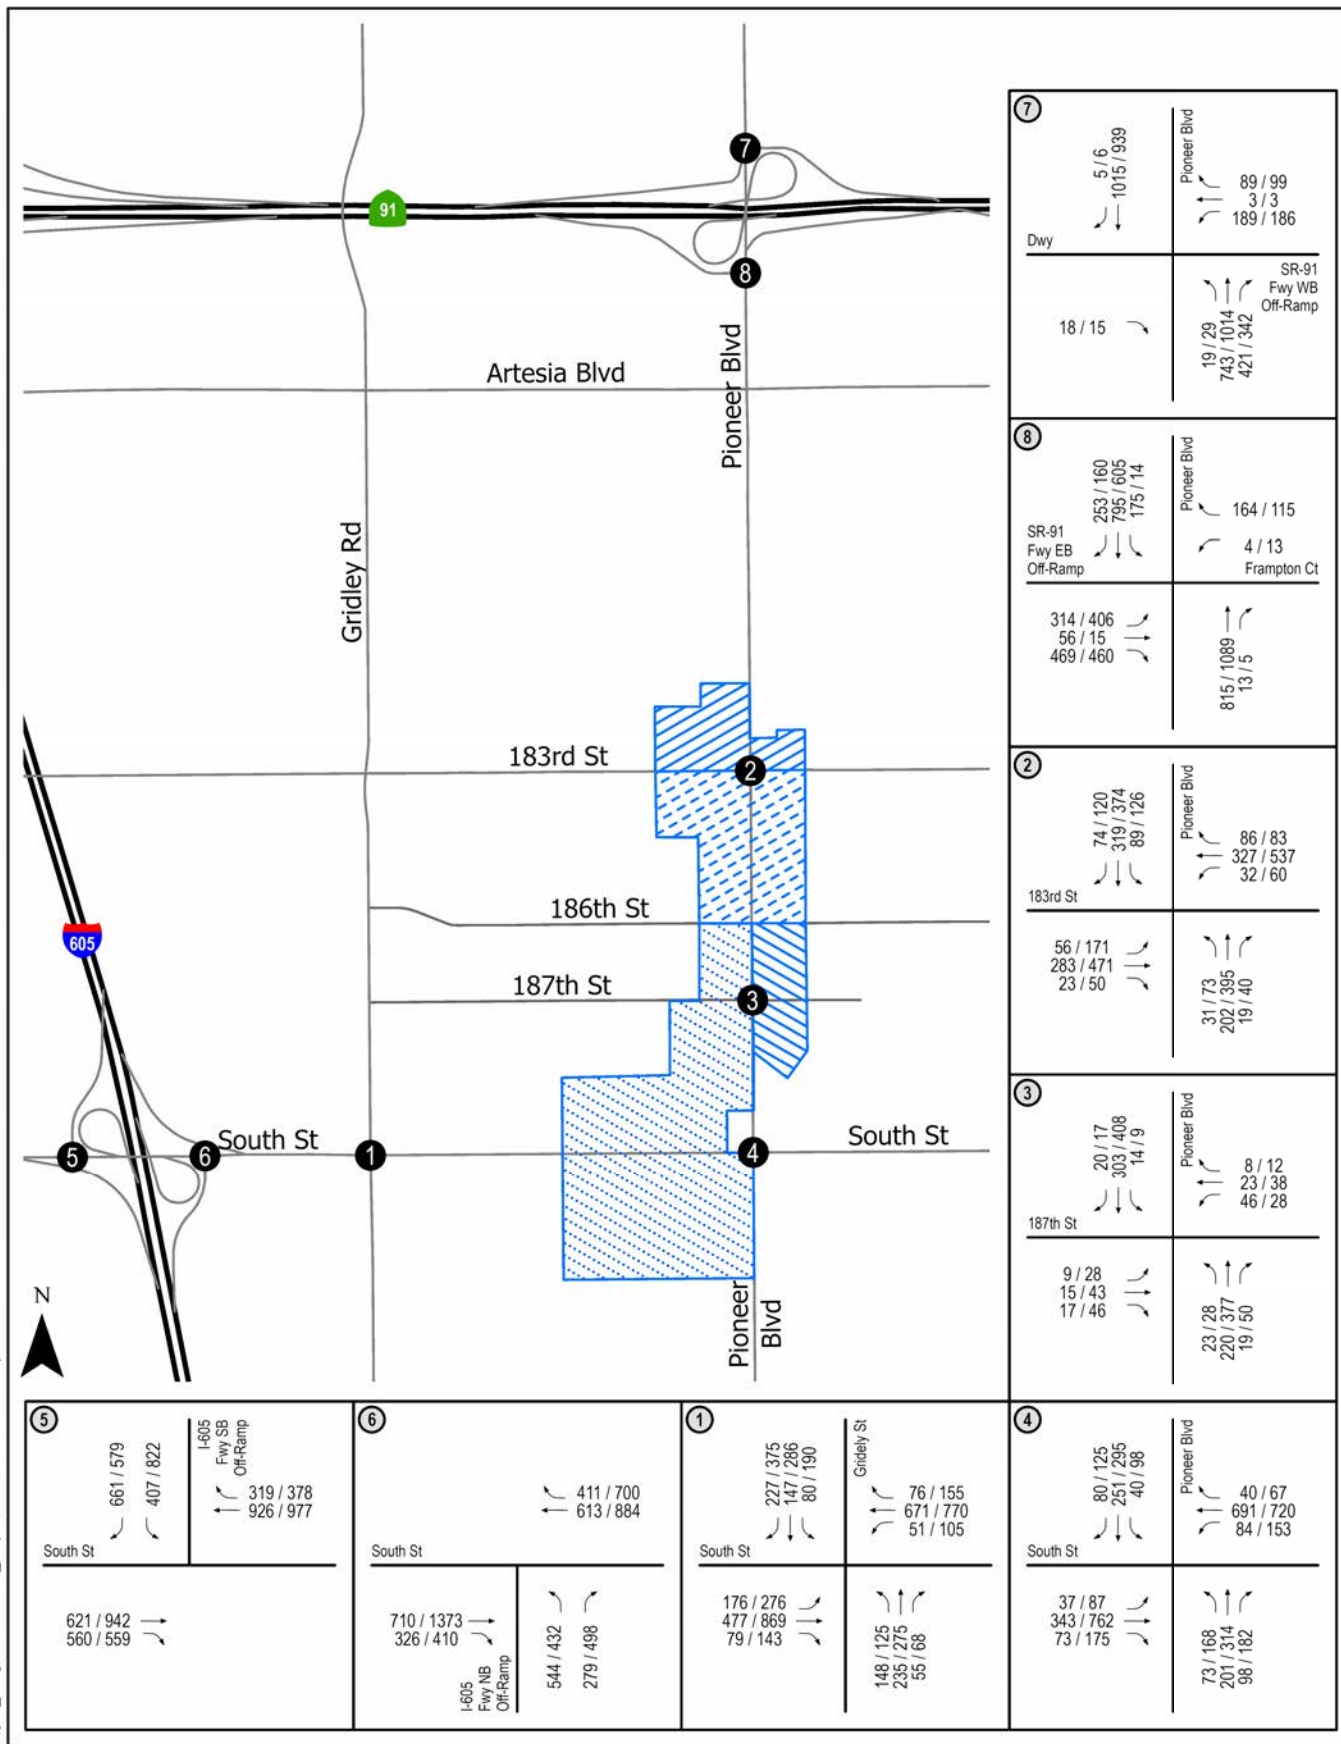 91
7
8
Artesia Blvd
Pioneer Blvd
Gridley Rd
183rd St
2
186th St
605
187th St
3
5
6
South St
1
4
South St
N
Pioneer
Blvd
7
5 / 6
1015 / 939
Pioneer Blvd
89 / 99
3 / 3
189 / 186
Dwy
SR-91
Fwy WB
Off-Ramp
18 / 15
19 / 29
743 / 1014
421 / 342
8
253 / 160
795 / 605
175 / 14
Pioneer Blvd
164 / 115
4 / 13
Frampton Ct
SR-91
Fwy EB
Off-Ramp
314 / 406
56 / 15
469 / 460
815 / 1089
13 / 5
2
74 / 120
319 / 374
89 / 126
Pioneer Blvd
86 / 83
327 / 537
32 / 60
183rd St
56 / 171
283 / 471
23 / 50
31 / 73
202 / 395
19 / 40
3
20 / 17
303 / 408
14 / 9
Pioneer Blvd
8 / 12
23 / 38
46 / 28
187th St
9 / 28
15 / 43
17 / 46
23 / 28
220 / 377
19 / 50
5
661 / 579
407 / 822
I-605
Fwy SB
Off-Ramp
319 / 378
926 / 977
South St
621 / 942
560 / 559
6
411 / 700
613 / 884
South St
710 / 1373
326 / 410
I-605
Fwy NB
Off-Ramp
544 / 432
279 / 498
1
227 / 375
147 / 286
80 / 190
Gridely St
76 / 155
671 / 770
51 / 105
South St
176 / 276
477 / 869
79 / 143
148 / 125
235 / 275
55 / 68
4
80 / 125
251 / 295
40 / 98
Pioneer Blvd
40 / 67
691 / 720
84 / 153
South St
37 / 87
343 / 762
73 / 175
73 / 168
201 / 314
98 / 182